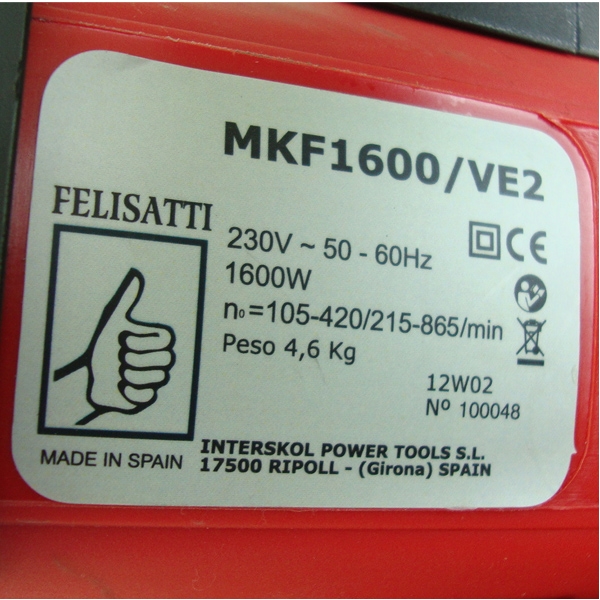 MKF1600/VE2
FELISATTI
230V ~ 50 - 60Hz
CE
1600W
n₀=105-420/215-865/min
Peso 4,6 Kg
12W02
Nº 100048
MADE IN SPAIN
INTERSKOL POWER TOOLS S.L.
17500 RIPOLL - (Girona) SPAIN